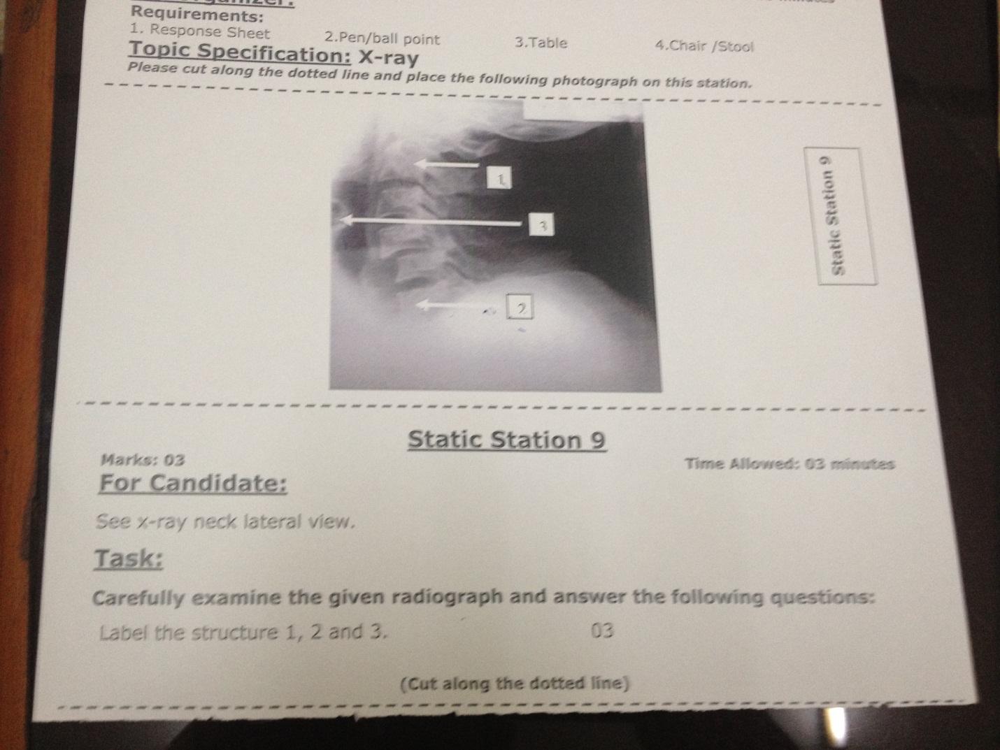 Requirements:
1. Response Sheet 2.Pen/ball point 3.Table 4.Chair /Stool
Topic Specification: X-ray
Please cut along the dotted line and place the following photograph on this station.
1
3
2
Static Station 9
Static Station 9
Marks: 03 Time Allowed: 03 minutes
For Candidate:
See x-ray neck lateral view.
Task:
Carefully examine the given radiograph and answer the following questions:
Label the structure 1, 2 and 3. 03
(Cut along the dotted line)